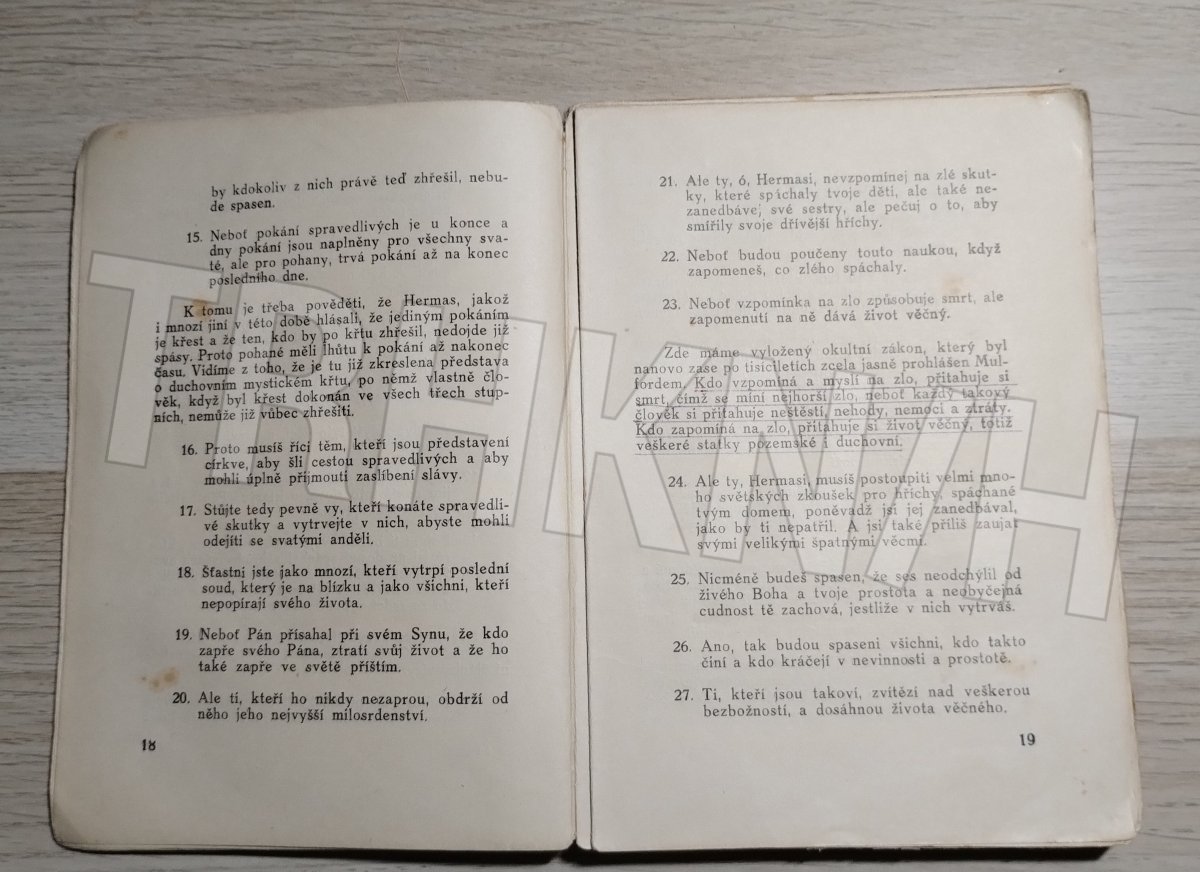 by kdokoliv z nich právě teď zhřešil, nebu-
de spasen.
15. Neboť pokání spravedlivých je u konce a
dny pokání jsou naplněny pro všechny sva-
té, ale pro pohany, trvá pokání až na konec
posledního dne.
K tomu je třeba pověděti, že Hermas, jakož
i mnozí jiní v této době hlásali, že jediným pokáním
je křest a že ten, kdo by po křtu zhřešil, nedojde již
spásy. Proto pohané měli lhůtu k pokání až nakonec
času. Vidíme z toho, že je tu již zkreslena představa
o duchovním mystickém křtu, po němž vlastně člo-
věk, když byl křest dokonán ve všech třech stup-
ních, nemůže již vůbec zhřešiti.
16. Proto musíš říci těm, kteří jsou představení
církve, aby šli cestou spravedlivých a aby
mohli úplně příjmouti zaslíbení slávy.
17. Stůjte tedy pevně vy, kteří konáte spravedli-
vé skutky a vytrvejte v nich, abyste mohli
odejíti se svatými anděli.
18. Šťastni jste jako mnozí, kteří vytrpí poslední
soud, který je na blízku a jako všichni, kteří
nepopírají svého života.
19. Neboť Pán přísahal při svém Synu, že kdo
zapře svého Pána, ztratí svůj život a že ho
také zapře ve světě příštím.
20. Ale ti, kteří ho nikdy nezaprou, obdrží od
něho jeho nejvyšší milosrdenství.
18
21. Ale ty, ó, Hermasi, nevzpomínej na zlé skut-
ky, které spáchaly tvoje děti, ale také ne-
zanedbávej své sestry, ale pečuj o to, aby
smířily svoje dřívější hříchy.
22. Neboť budou poučeny touto naukou, když
zapomeneš, co zlého spáchaly.
23. Neboť vzpomínka na zlo způsobuje smrt, ale
zapomenutí na ně dává život věčný.
Zde máme vyložený okultní zákon, který byl
nanovo zase po tisíciletích zcela jasně prohlášen Mul-
fordem. Kdo vzpomíná a myslí na zlo, přitahuje si
smrt, čímž se míní nejhorší zlo, neboť každý takový
člověk si přitahuje neštěstí, nehody, nemoci a ztráty.
Kdo zapomíná na zlo, přitahuje si život věčný, totiž
veškeré statky pozemské i duchovní.
24. Ale ty, Hermasi, musíš postoupiti velmi mno-
ho světských zkoušek pro hříchy, spáchané
tvým domem, poněvadž jsi jej zanedbával,
jako by ti nepatřil. A jsi také příliš zaujat
svými velikými špatnými věcmi.
25. Nicméně budeš spasen, že ses neodchýlil od
živého Boha a tvoje prostota a neobyčejná
cudnost tě zachová, jestliže v nich vytrváš.
26. Ano, tak budou spaseni všichni, kdo takto
činí a kdo kráčejí v nevinnosti a prostotě.
27. Ti, kteří jsou takoví, zvítězí nad veškerou
bezbožností, a dosáhnou života věčného.
19
TRHKNIH